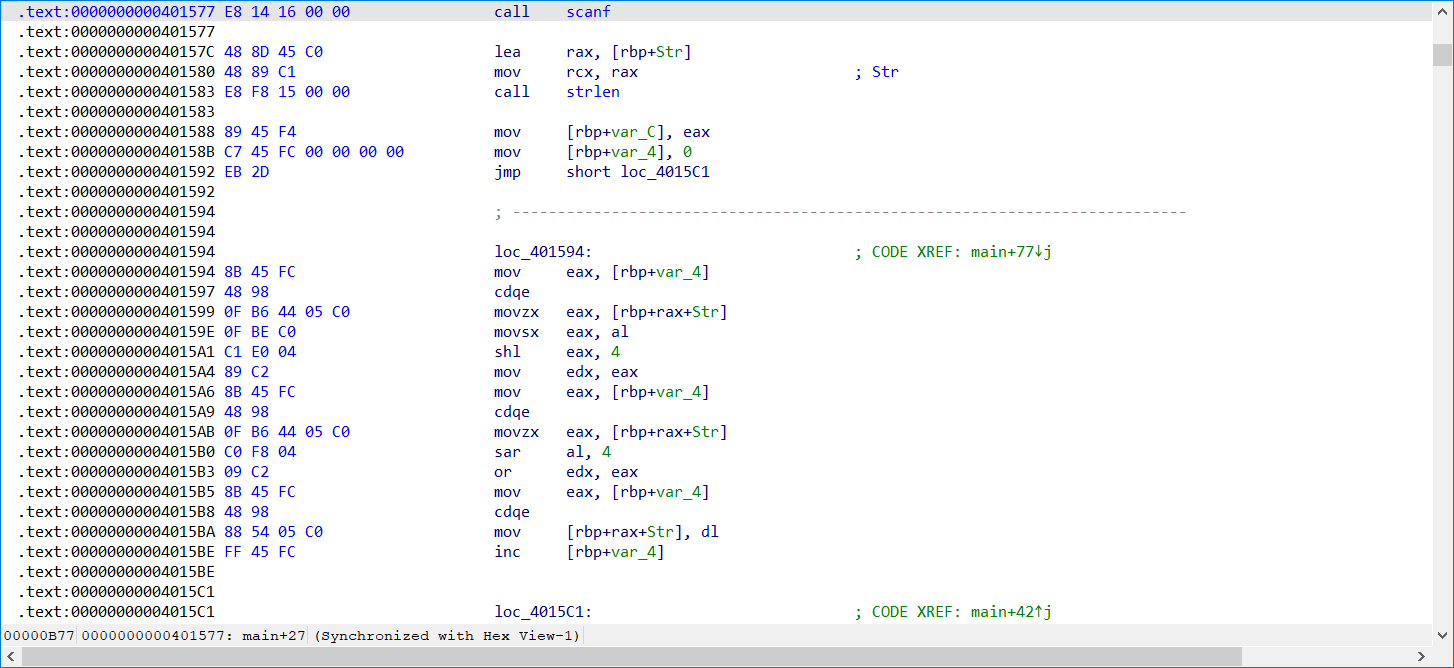 .text:0000000000401577 E8 14 16 00 00 call scanf
.text:0000000000401577
.text:000000000040157C 48 8D 45 C0 lea rax, [rbp+Str]
.text:0000000000401580 48 89 C1 mov rcx, rax ; Str
.text:0000000000401583 E8 F8 15 00 00 call strlen
.text:0000000000401583
.text:0000000000401588 89 45 F4 mov [rbp+var_C], eax
.text:000000000040158B C7 45 FC 00 00 00 00 mov [rbp+var_4], 0
.text:0000000000401592 EB 2D jmp short loc_4015C1
.text:0000000000401592
.text:0000000000401594 ; ---------------------------------------------------------------------------
.text:0000000000401594
.text:0000000000401594 loc_401594: ; CODE XREF: main+77↓j
.text:0000000000401594 8B 45 FC mov eax, [rbp+var_4]
.text:0000000000401597 48 98 cdqe
.text:0000000000401599 0F B6 44 05 C0 movzx eax, [rbp+rax+Str]
.text:000000000040159E 0F BE C0 movsx eax, al
.text:00000000004015A1 C1 E0 04 shl eax, 4
.text:00000000004015A4 89 C2 mov edx, eax
.text:00000000004015A6 8B 45 FC mov eax, [rbp+var_4]
.text:00000000004015A9 48 98 cdqe
.text:00000000004015AB 0F B6 44 05 C0 movzx eax, [rbp+rax+Str]
.text:00000000004015B0 C0 F8 04 sar al, 4
.text:00000000004015B3 09 C2 or edx, eax
.text:00000000004015B5 8B 45 FC mov eax, [rbp+var_4]
.text:00000000004015B8 48 98 cdqe
.text:00000000004015BA 88 54 05 C0 mov [rbp+rax+Str], dl
.text:00000000004015BE FF 45 FC inc [rbp+var_4]
.text:00000000004015BE
.text:00000000004015C1
.text:00000000004015C1 loc_4015C1: ; CODE XREF: main+42↑j
00000B77 0000000000401577: main+27 (Synchronized with Hex View-1)